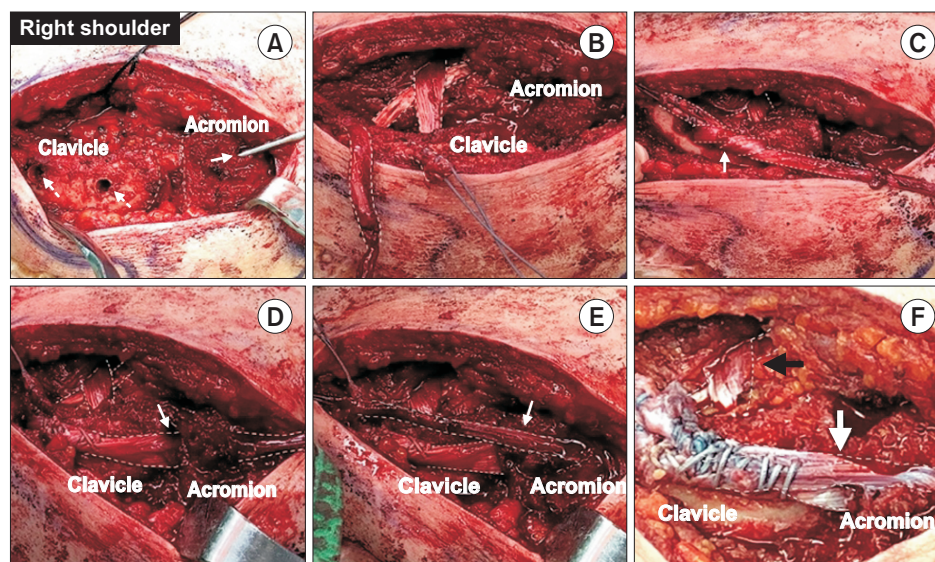 Right shoulder
A
Clavicle
Acromion
B
Acromion
Clavicle
C
D
Clavicle
Acromion
E
Clavicle
Acromion
F
Clavicle
Acromion